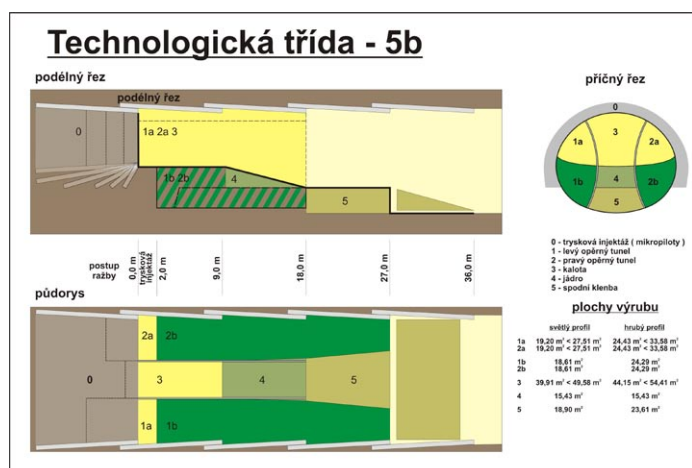 Technologická třída - 5b
podélný řez
podélný řez
0
1a 2a 3
1b 2b
4
5
postup
ražby
0,0 m
trysková
injektáž
2,0 m
9,0 m
18,0 m
27,0 m
36,0 m
půdorys
2a
2b
0
3
4
5
1a
1b
příčný řez
0
3
1a
2a
4
1b
2b
5
0 - trysková injektáž ( mikropiloty )
1 - levý opěrný tunel
2 - pravý opěrný tunel
3 - kalota
4 - jádro
5 - spodní klenba
plochy výrubu
světlý profil hrubý profil
1a 19,20 m² < 27,51 m² 24,43 m² < 33,58 m²
2a 19,20 m² < 27,51 m² 24,43 m² < 33,58 m²
1b 18,61 m² 24,29 m²
2b 18,61 m² 24,29 m²
3 39,91 m² < 49,58 m² 44,15 m² < 54,41 m²
4 15,43 m² 15,43 m²
5 18,90 m² 23,61 m²